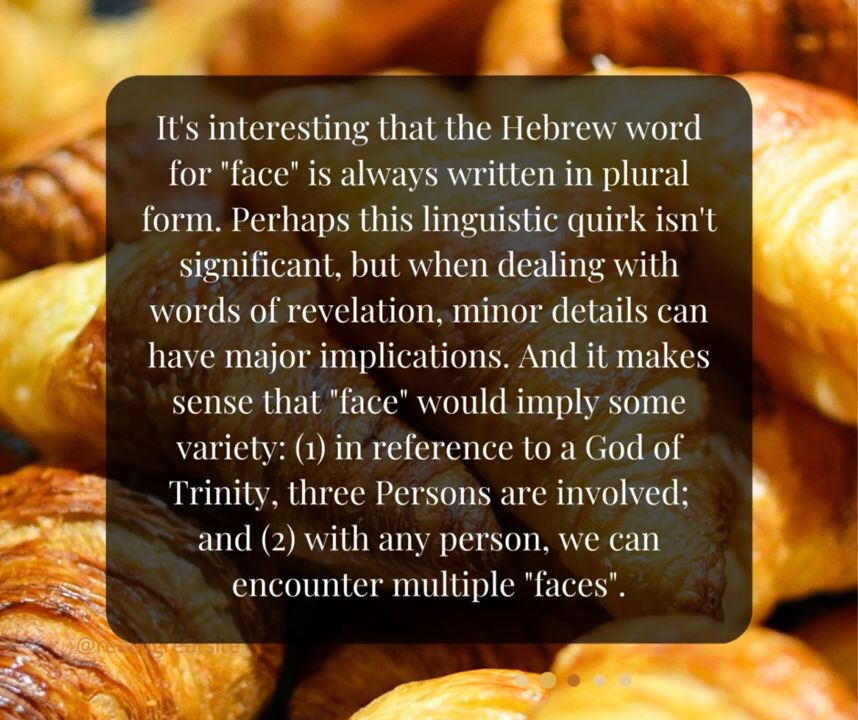 It's interesting that the Hebrew word
for "face" is always written in plural
form. Perhaps this linguistic quirk isn't
significant, but when dealing with
words of revelation, minor details can
have major implications. And it makes
sense that "face" would imply some
variety: (1) in reference to a God of
Trinity, three Persons are involved;
and (2) with any person, we can
encounter multiple "faces".
@reallygreatsite